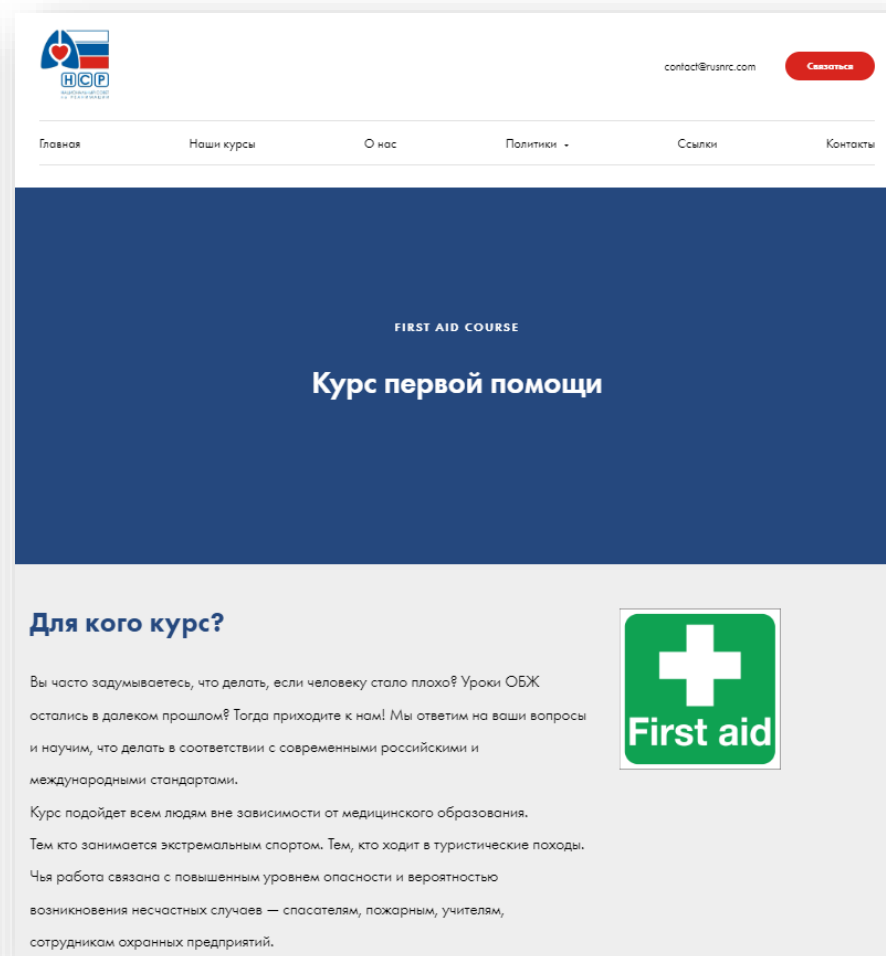 НСР
contact@rusnrc.com
Связаться
Главная
Наши курсы
О нас
Политики
Ссылки
Контакты
FIRST AID COURSE
Курс первой помощи
Для кого курс?
Вы часто задумываетесь, что делать, если человеку стало плохо? Уроки ОБЖ
остались в далеком прошлом? Тогда приходите к нам! Мы ответим на ваши вопросы
и научим, что делать в соответствии с современными российскими и
международными стандартами.
Курс подойдет всем людям вне зависимости от медицинского образования.
Тем кто занимается экстремальным спортом. Тем, кто ходит в туристические походы.
Чья работа связана с повышенным уровнем опасности и вероятностью
возникновения несчастных случаев — спасателям, пожарным, учителям,
сотрудникам охранных предприятий.
First aid